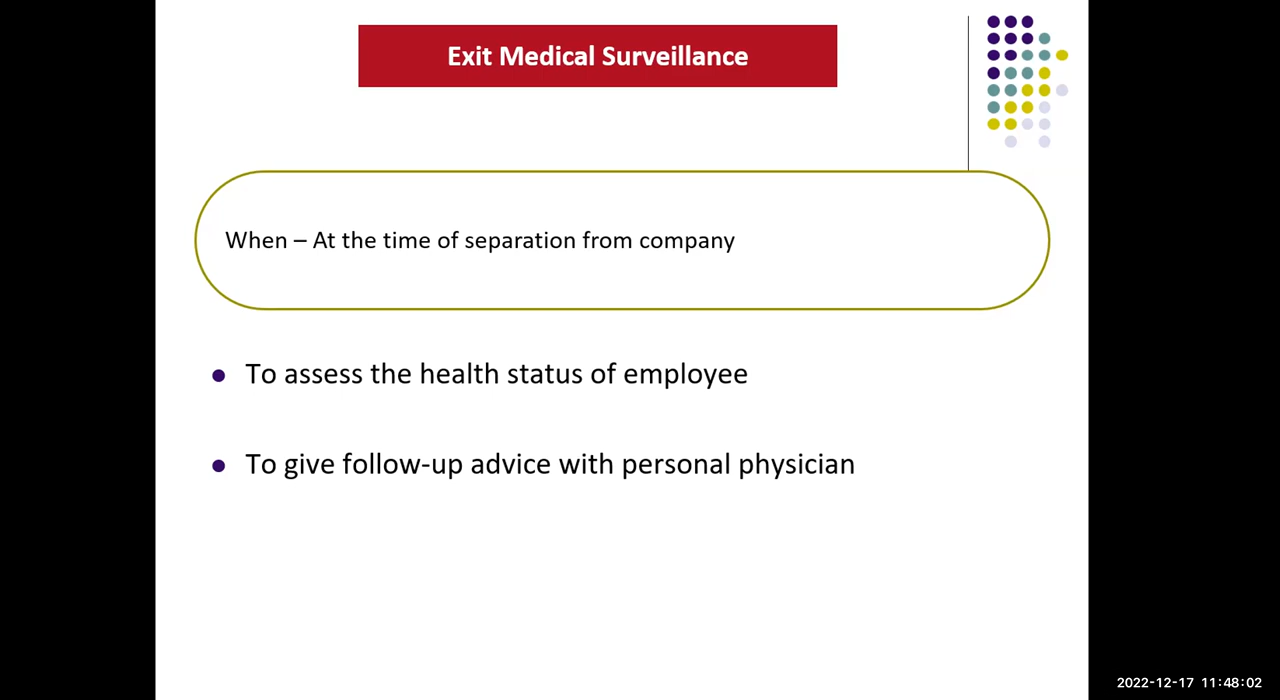 Exit Medical Surveillance
When – At the time of separation from company
To assess the health status of employee
To give follow-up advice with personal physician
2022-12-17 11:48:02